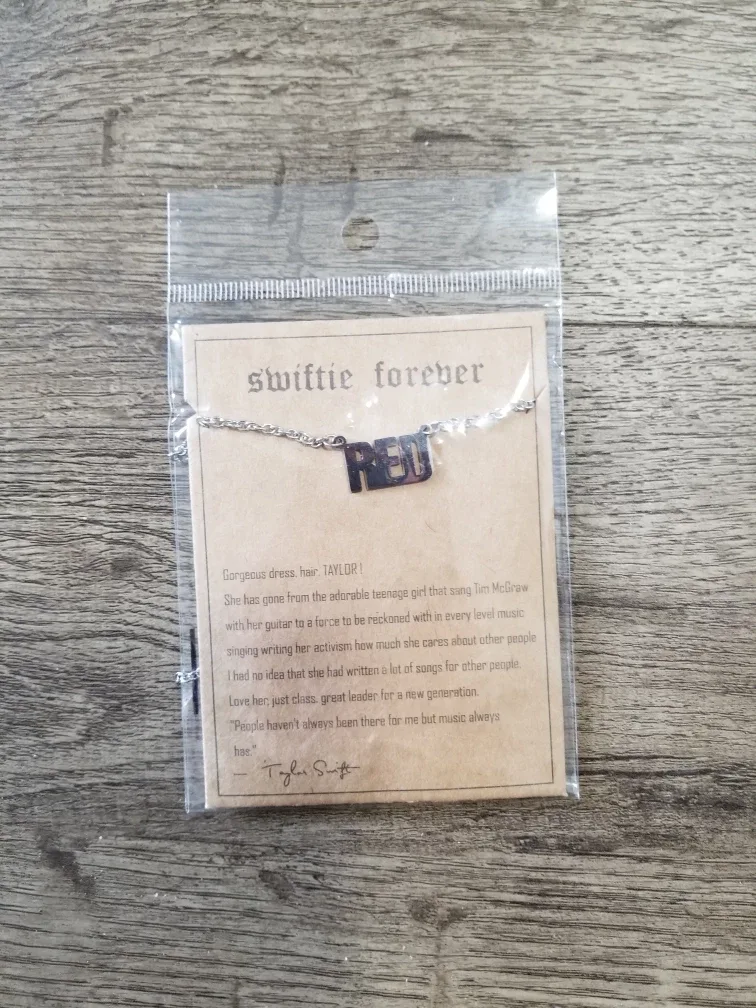 swiftie forever
RED
Gorgeous dress. hair. TAYLOR !
She has gone from the adorable teenage girl that sang Tim McGraw
with her guitar to a force to be reckoned with in every level music
singing writing her activism how much she cares about other people
I had no idea that she had written a lot of songs for other people.
Love her, just class. great leader for a new generation.
"People haven't always been there for me but music always
has."
— Taylor Swift